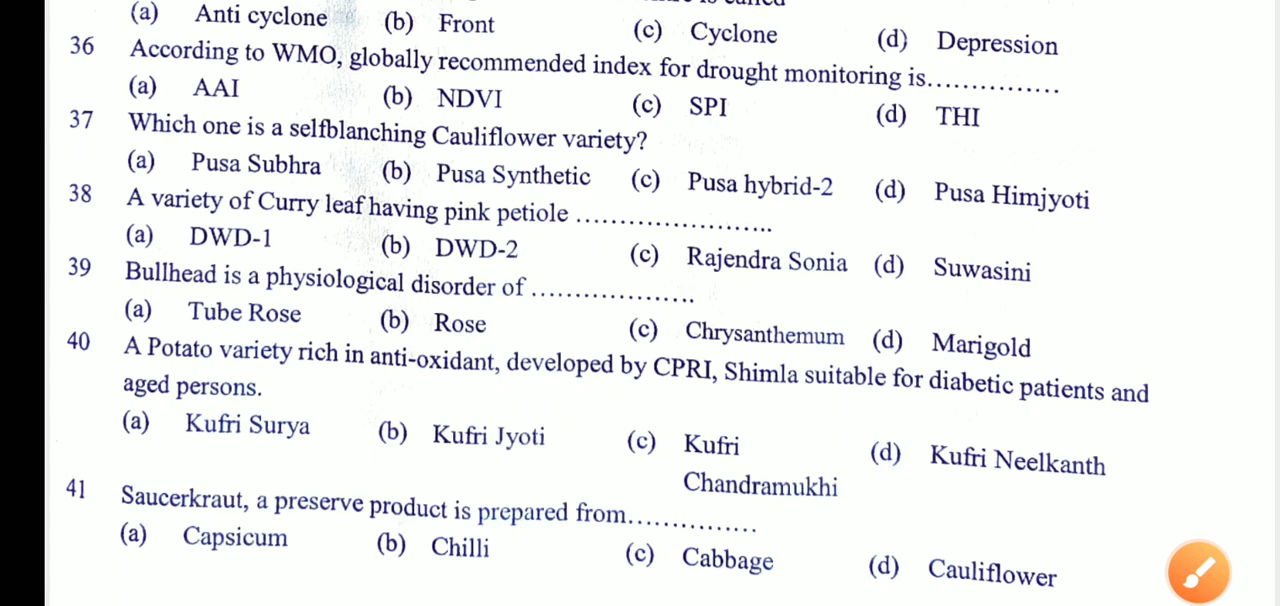 (a) Anti cyclone (b) Front (c) Cyclone (d) Depression
36 According to WMO, globally recommended index for drought monitoring is...............
(a) AAI (b) NDVI (c) SPI (d) THI
37 Which one is a selfblanching Cauliflower variety?
(a) Pusa Subhra (b) Pusa Synthetic (c) Pusa hybrid-2 (d) Pusa Himjyoti
38 A variety of Curry leaf having pink petiole ........................
(a) DWD-1 (b) DWD-2 (c) Rajendra Sonia (d) Suwasini
39 Bullhead is a physiological disorder of ....................
(a) Tube Rose (b) Rose (c) Chrysanthemum (d) Marigold
40 A Potato variety rich in anti-oxidant, developed by CPRI, Shimla suitable for diabetic patients and
aged persons.
(a) Kufri Surya (b) Kufri Jyoti (c) Kufri (d) Kufri Neelkanth
Chandramukhi
41 Saucerkraut, a preserve product is prepared from...............
(a) Capsicum (b) Chilli (c) Cabbage (d) Cauliflower